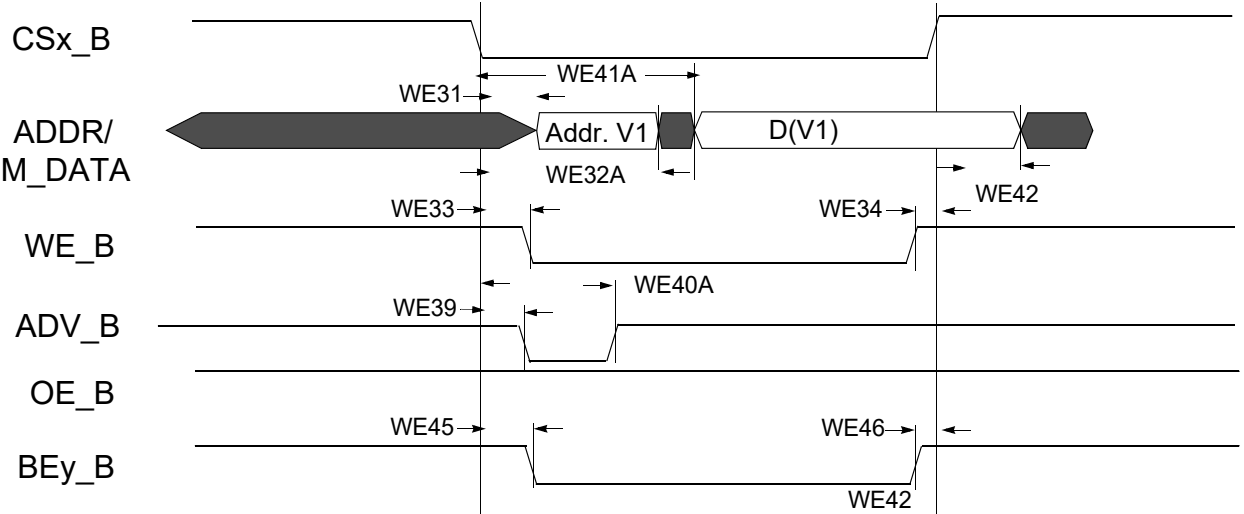 CSx_B
WE41A
WE31
ADDR/
M_DATA
Addr. V1
D(V1)
WE32A
WE42
WE33
WE34
WE_B
WE40A
WE39
ADV_B
OE_B
WE45
WE46
BEy_B
WE42